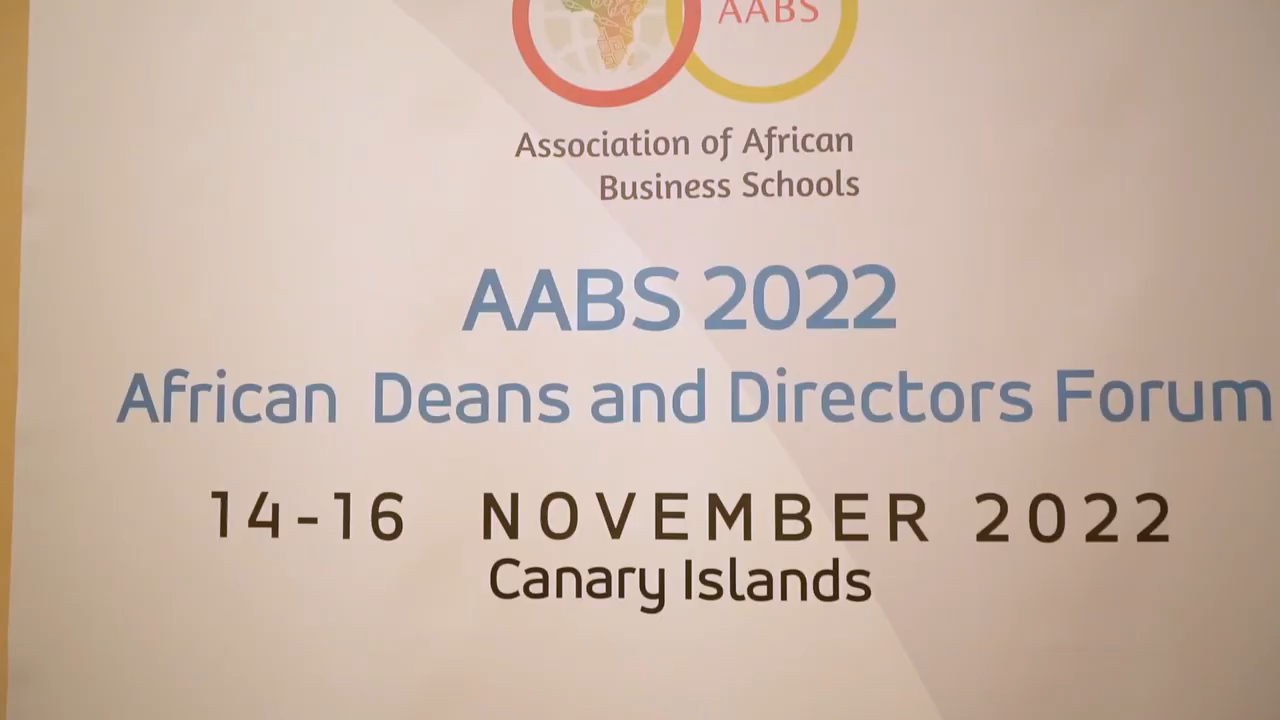 AABS
Association of African
Business Schools
AABS 2022
African Deans and Directors Forum
14-16 NOVEMBER 2022
Canary Islands